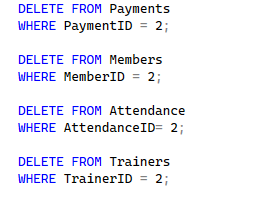 DELETE FROM Payments
WHERE PaymentID = 2;
DELETE FROM Members
WHERE MemberID = 2;
DELETE FROM Attendance
WHERE AttendanceID= 2;
DELETE FROM Trainers
WHERE TrainerID = 2;